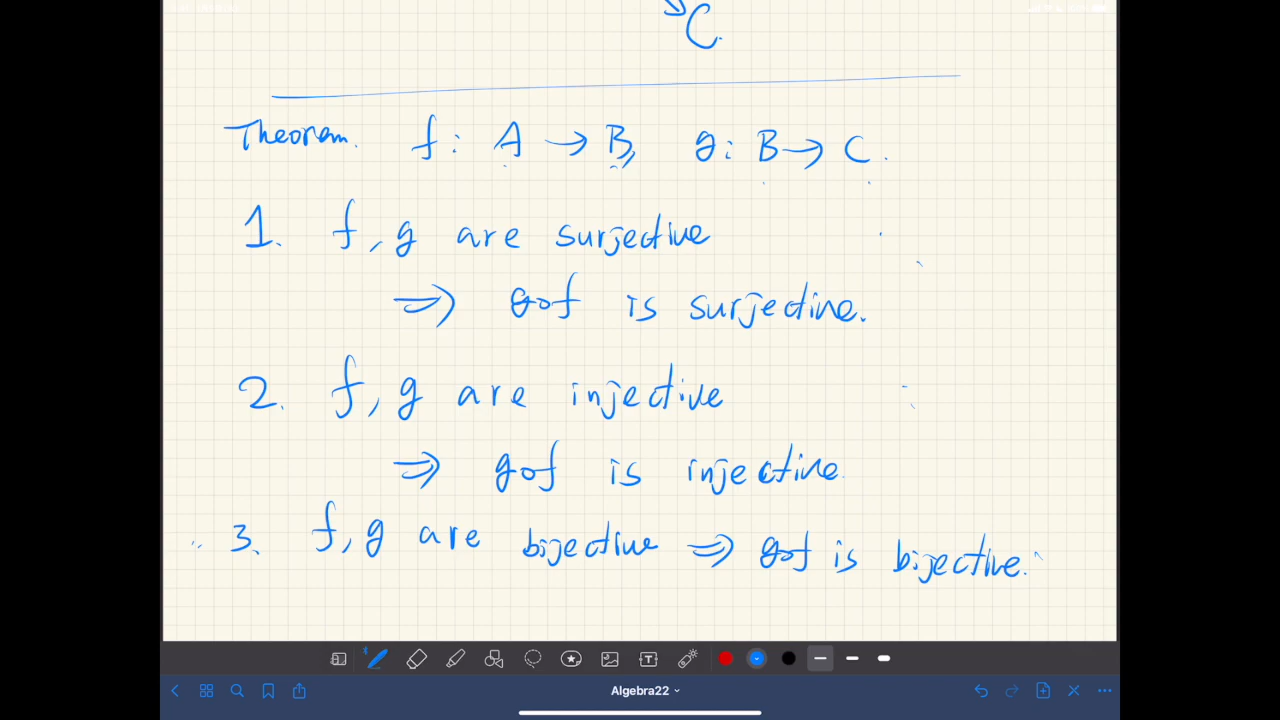 C.
Theorem. f: A → B, g: B → C.
1. f, g are surjective
⇒ g∘f is surjective.
2. f, g are injective
⇒ g∘f is injective.
3. f, g are bijective ⇒ g∘f is bijective.
Algebra22